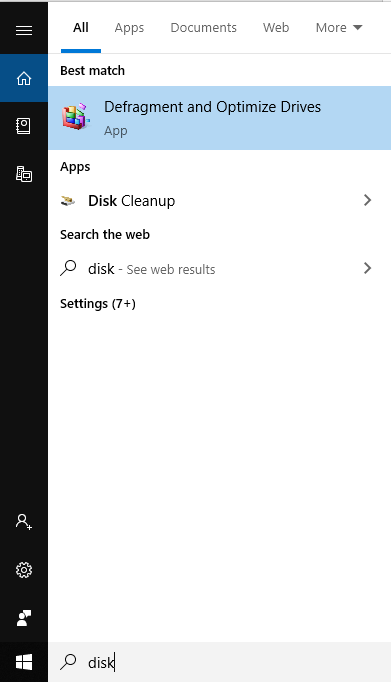 All Apps Documents Web More
Best match
Defragment and Optimize Drives
App
Apps
Disk Cleanup
Search the web
disk - See web results
Settings (7+)
disk